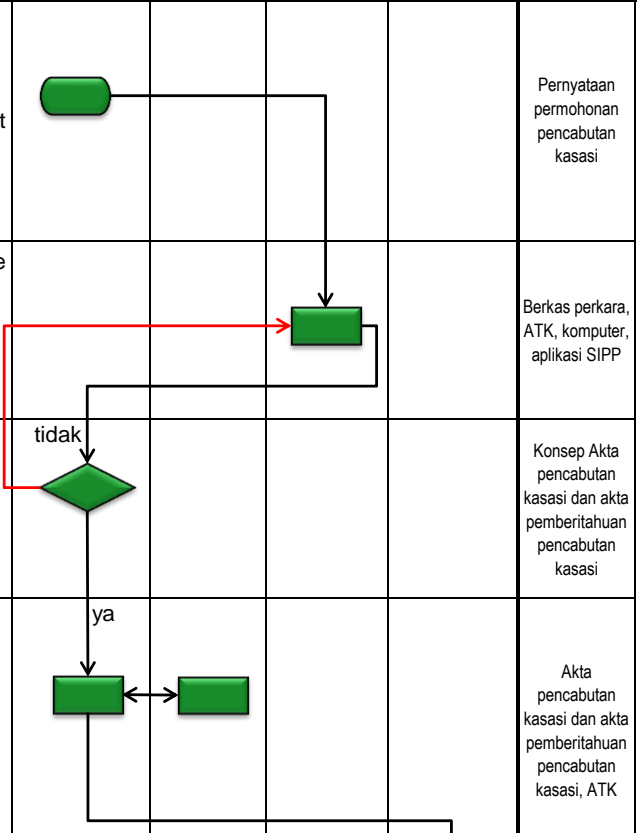 t
Pernyataan
permohonan
pencabutan
kasasi
e
Berkas perkara,
ATK, komputer,
aplikasi SIPP
tidak
Konsep Akta
pencabutan
kasasi dan akta
pemberitahuan
pencabutan
kasasi
ya
Akta
pencabutan
kasasi dan akta
pemberitahuan
pencabutan
kasasi, ATK